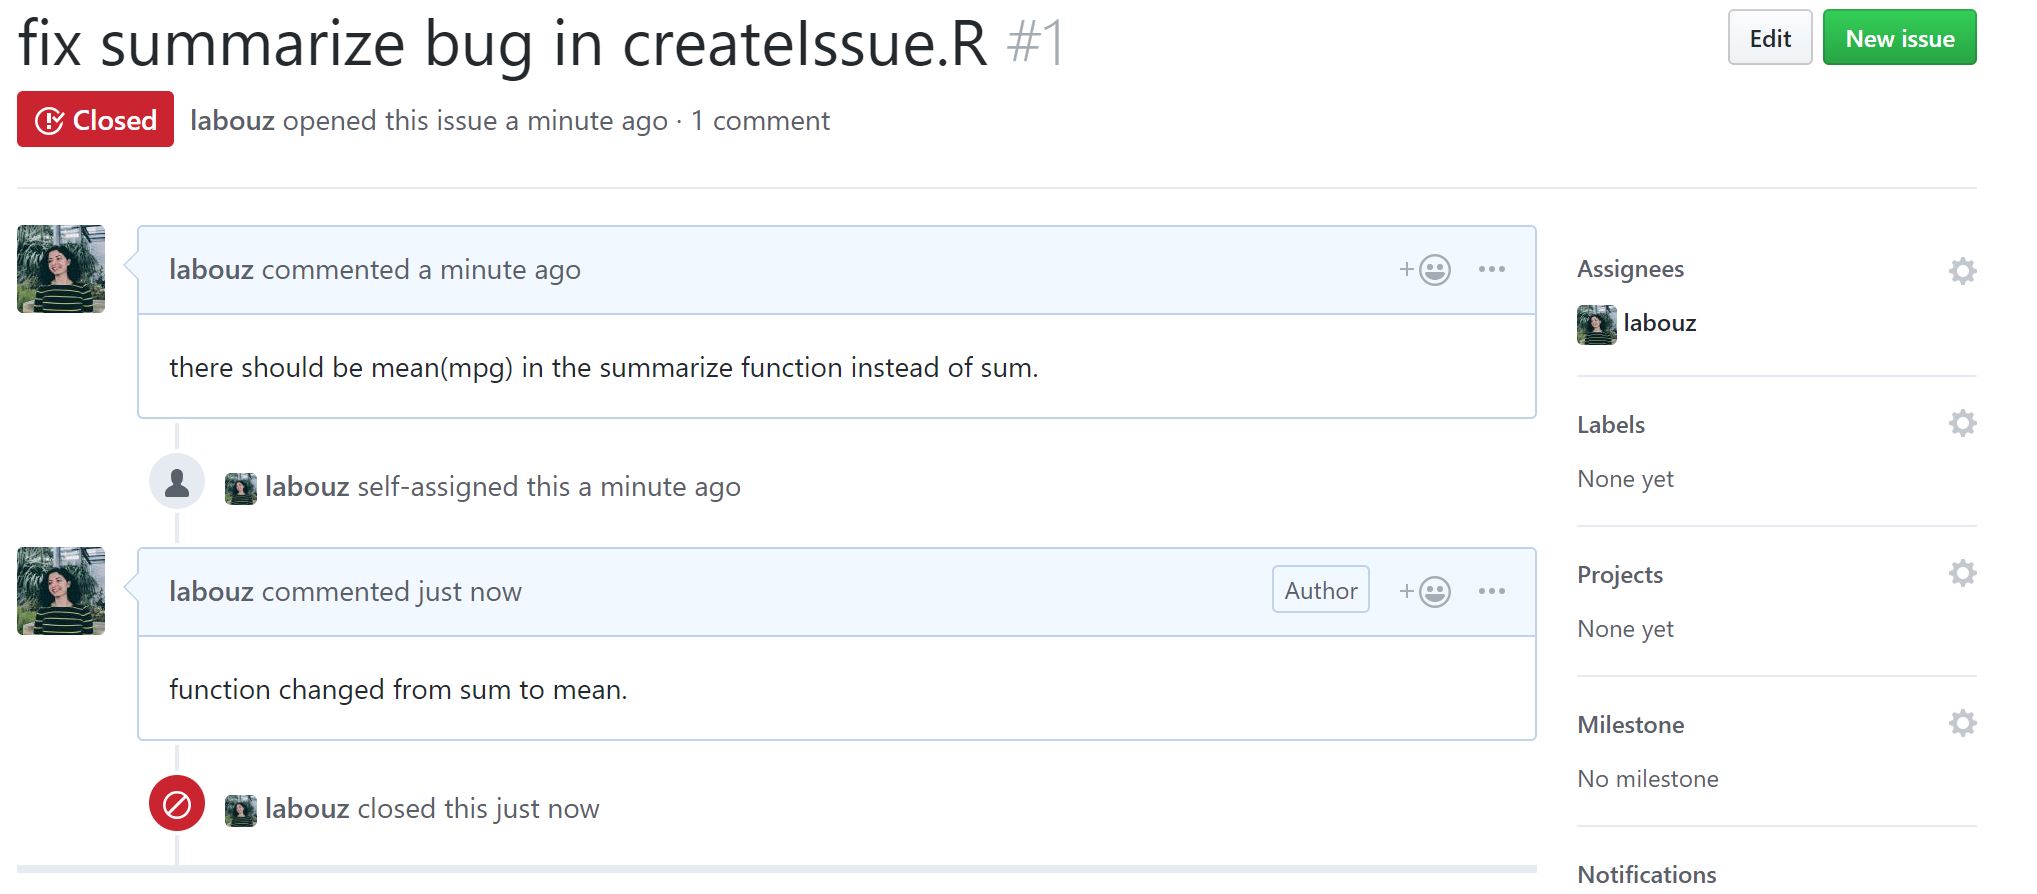 fix summarize bug in createIssue.R #1
Edit
New issue
Closed
labouz opened this issue a minute ago · 1 comment
labouz commented a minute ago
there should be mean(mpg) in the summarize function instead of sum.
labouz self-assigned this a minute ago
labouz commented just now
Author
function changed from sum to mean.
labouz closed this just now
Assignees
labouz
Labels
None yet
Projects
None yet
Milestone
No milestone
Notifications